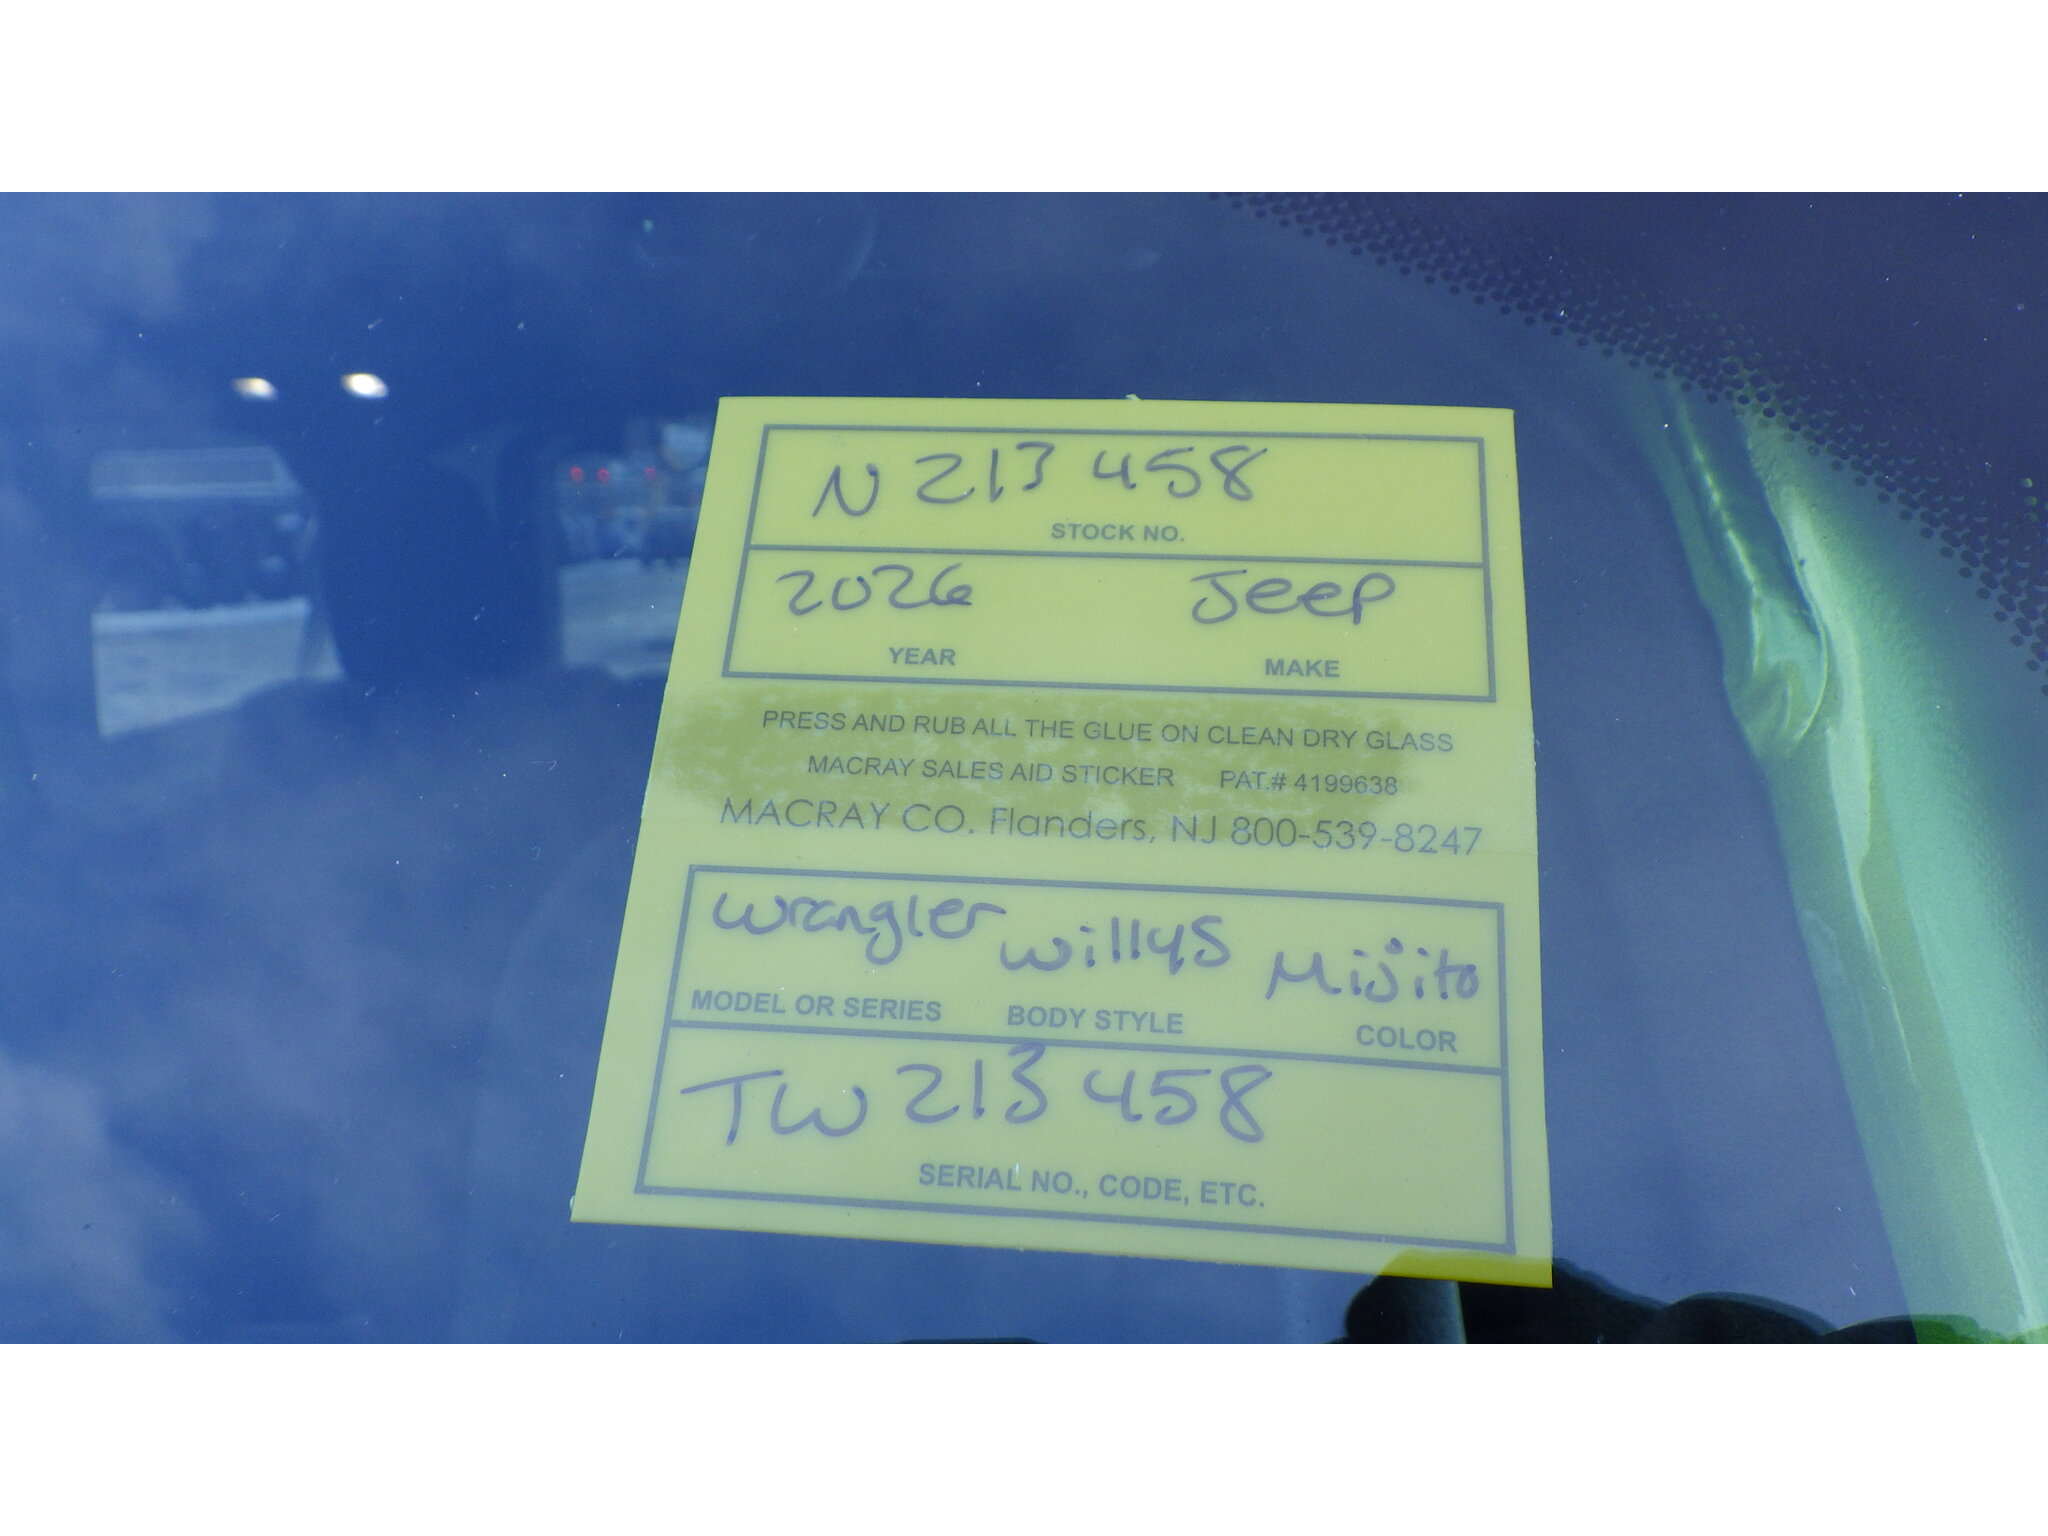 N 213 458
STOCK NO.
2026 Jeep
YEAR MAKE
PRESS AND RUB ALL THE GLUE ON CLEAN DRY GLASS
MACRAY SALES AID STICKER PAT.# 4199638
MACRAY CO. Flanders, NJ 800-539-8247
Wrangler Willys Mijito
MODEL OR SERIES BODY STYLE COLOR
TW 213 458
SERIAL NO., CODE, ETC.